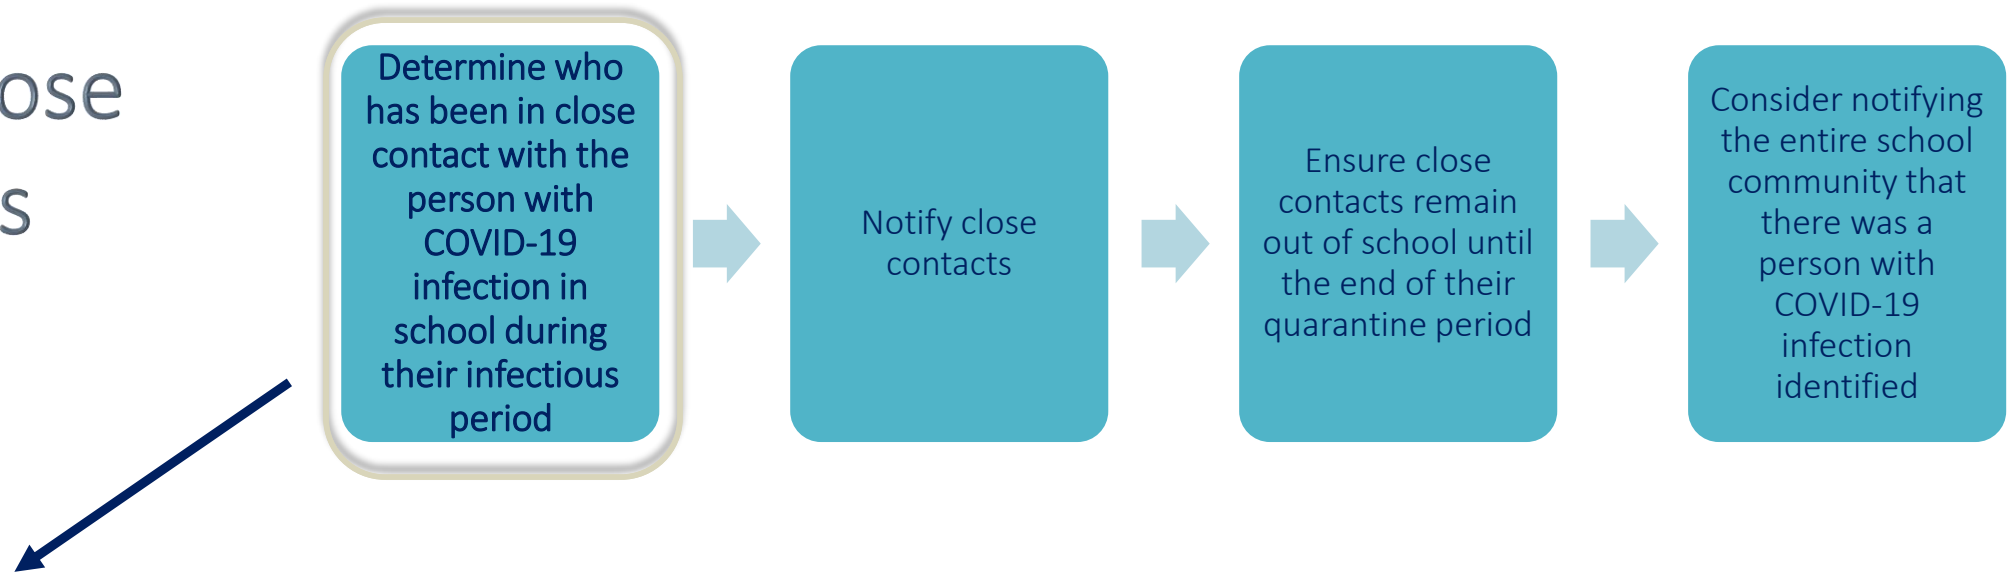 ose
s
Determine who
has been in close
contact with the
person with
COVID-19
infection in
school during
their infectious
period
Notify close
contacts
Ensure close
contacts remain
out of school until
the end of their
quarantine period
Consider notifying
the entire school
community that
there was a
person with
COVID-19
infection
identified